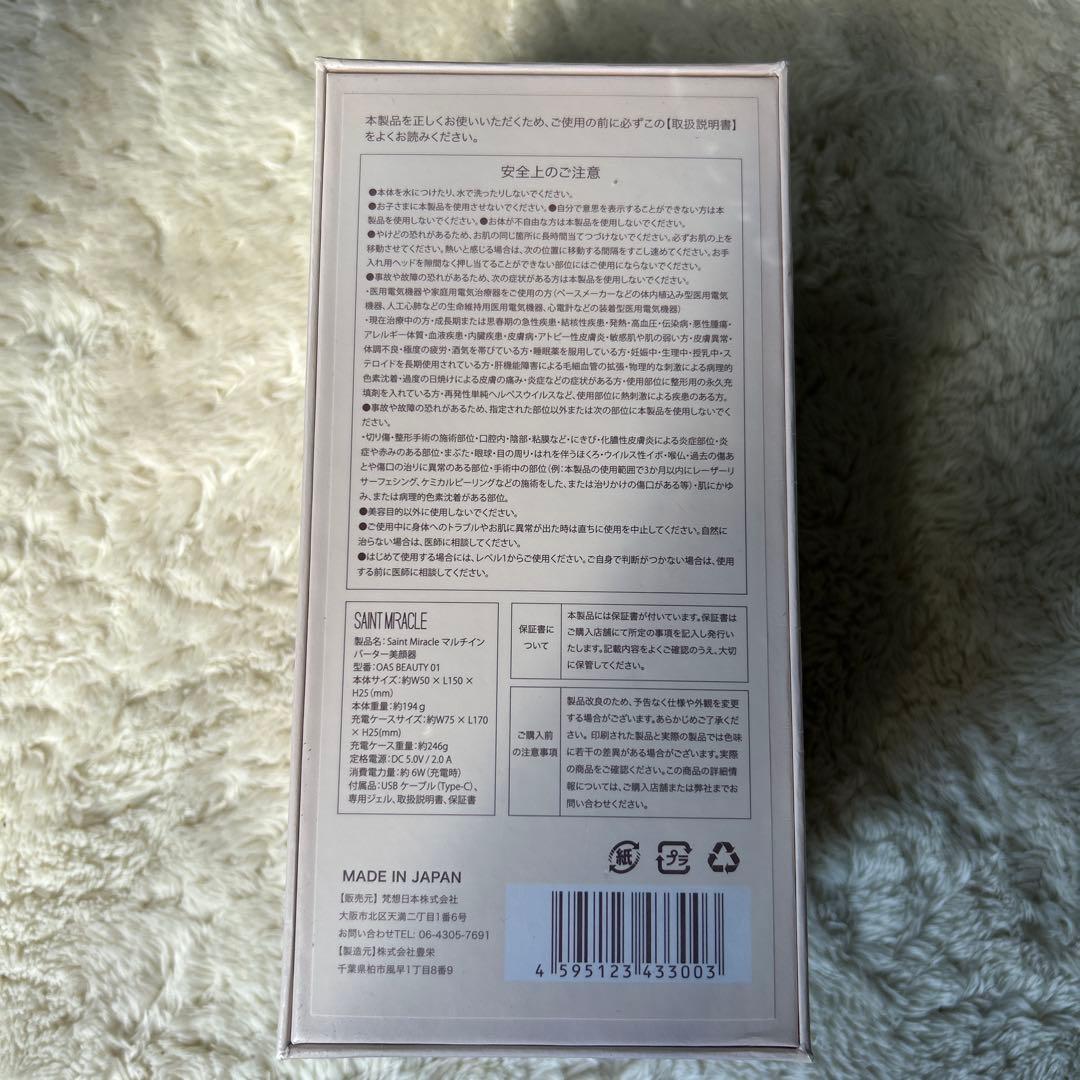 本製品を正しくお使いいただくため、ご使用の前に必ずこの【取扱説明書】
をよくお読みください。
安全上のご注意
●本体を水につけたり、水で洗ったりしないでください。
●お子さまに本製品を使用させないでください。●自分で意思を表示することができない方は本
製品を使用しないでください。●お体が不自由な方は本製品を使用しないでください。
●やけどの恐れがあるため、お肌の同じ箇所に長時間当てつづけないでください。必ずお肌の上を
移動させてください。熱いと感じる場合は、次の位置に移動する間隔をすこし速めてください。お手
入れ用ヘッドを隙間なく押し当てることができない部位にはご使用にならないでください。
●事故や故障の恐れがあるため、次の症状がある方は本製品を使用しないでください。
・医用電気機器や家庭用電気治療器をご使用の方(ペースメーカーなどの体内植込み型医用電気
機器、人工心肺などの生命維持用医用電気機器、心電計などの装着型医用電気機器)
・現在治療中の方・成長期または思春期の急性疾患・結核性疾患・発熱・高血圧・伝染病・悪性腫瘍・
アレルギー体質・血液疾患・内臓疾患・皮膚病・アトピー性皮膚炎・敏感肌や肌の弱い方・皮膚異常・
体調不良・極度の疲労・酒気を帯びている方・睡眠薬を服用している方・妊娠中・生理中・授乳中・ス
テロイドを長期使用されている方・肝機能障害による毛細血管の拡張・物理的な刺激による病理的
色素沈着・過度の日焼けによる皮膚の痛み・炎症などの症状がある方・使用部位に整形用の永久充
填剤を入れている方・再発性単純ヘルペスウイルスなど、使用部位に熱刺激による疾患のある方。
●事故や故障の恐れがあるため、指定された部位以外または次の部位に本製品を使用しないでく
ださい。
・切り傷・整形手術の施術部位・口腔内・陰部・粘膜など・にきび・化膿性皮膚炎による炎症部位・炎
症や赤みのある部位・まぶた・眼球・目の周り・はれを伴うほくろ・ウイルス性イボ・喉仏・過去の傷あ
とや傷口の治りに異常のある部位・手術中の部位(例:本製品の使用範囲で3か月以内にレーザーリ
サーフェシング、ケミカルピーリングなどの施術をした、または治りかけの傷口がある等)・肌にかゆ
み、または病理的色素沈着がある部位。
●美容目的以外に使用しないでください。
●ご使用中に身体へのトラブルやお肌に異常が出た時は直ちに使用を中止してください。自然に
治らない場合は、医師に相談してください。
●はじめて使用する場合には、レベル1からご使用ください。ご自身で判断がつかない場合は、使用
する前に医師に相談してください。
SAINT MIRACLE
製品名:Saint Miracle マルチイン
バーター美顔器
型番:OAS BEAUTY 01
本体サイズ:約W50 × L150 ×
H25(mm)
本体重量:約194 g
充電ケースサイズ:約W75 × L170
× H25(mm)
充電ケース重量:約246g
定格電源:DC 5.0V / 2.0 A
消費電力量:約 6W(充電時)
付属品:USB ケーブル(Type-C)、
専用ジェル、取扱説明書、保証書
保証書に
ついて
本製品には保証書が付いています。保証書は
ご購入店舗にて所定の事項を記入し発行い
たします。記載内容をよくご確認のうえ、大切
に保管してください。
ご購入前
の注意事項
製品改良のため、予告なく仕様や外観を変更
する場合がございます。あらかじめご了承くだ
さい。 印刷された製品と実際の製品では色味
に若干の差異がある場合がございます。実際
の商品をご確認ください。この商品の詳細情
報については、ご購入店舗または弊社までお
問い合わせください。
紙 プラ
MADE IN JAPAN
【販売元】 梵想日本株式会社
大阪市北区天満二丁目1番6号
お問い合わせTEL: 06-4305-7691
【製造元】株式会社豊栄
千葉県柏市風早1丁目8番9
4 595123 433003